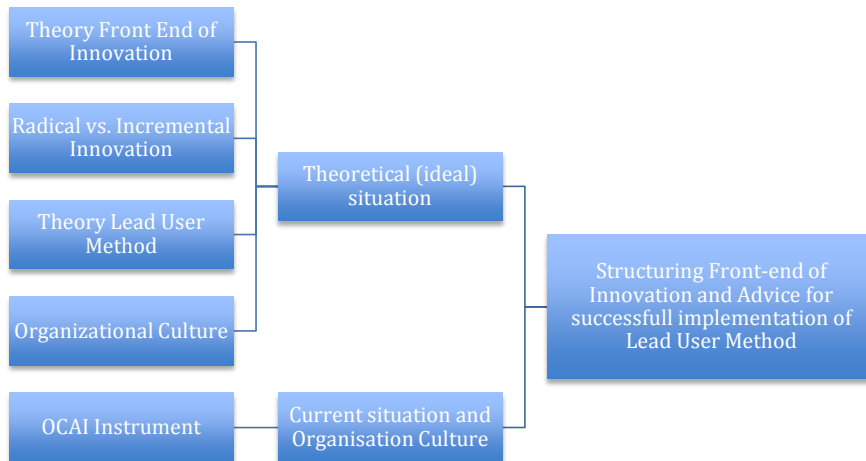 Theory Front End of
Innovation
Radical vs. Incremental
Innovation
Theory Lead User
Method
Organizational Culture
OCAI Instrument
Theoretical (ideal)
situation
Current situation and
Organisation Culture
Structuring Front-end of
Innovation and Advice for
successfull implementation of
Lead User Method